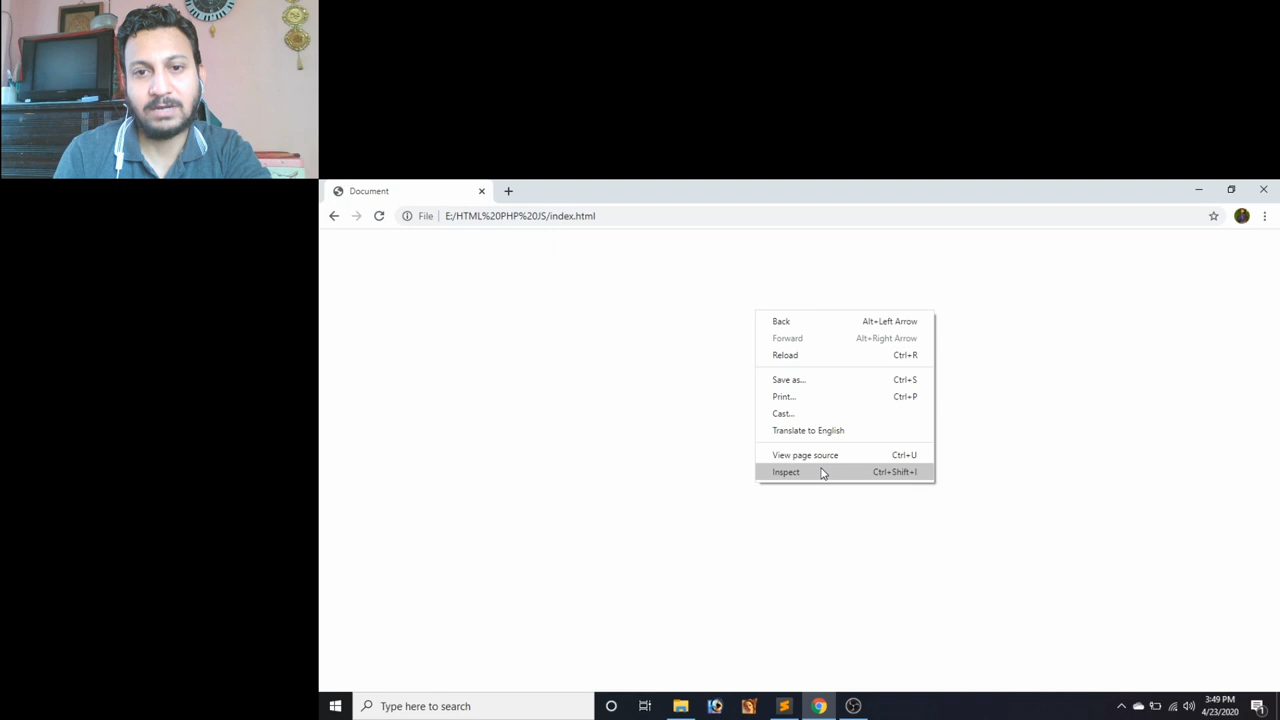 Document
File
E:/HTML%20PHP%20JS/index.html
Back Alt+Left Arrow
Forward Alt+Right Arrow
Reload Ctrl+R
Save as... Ctrl+S
Print... Ctrl+P
Cast...
Translate to English
View page source Ctrl+U
Inspect Ctrl+Shift+I
Type here to search
3:49 PM
4/23/2020
1